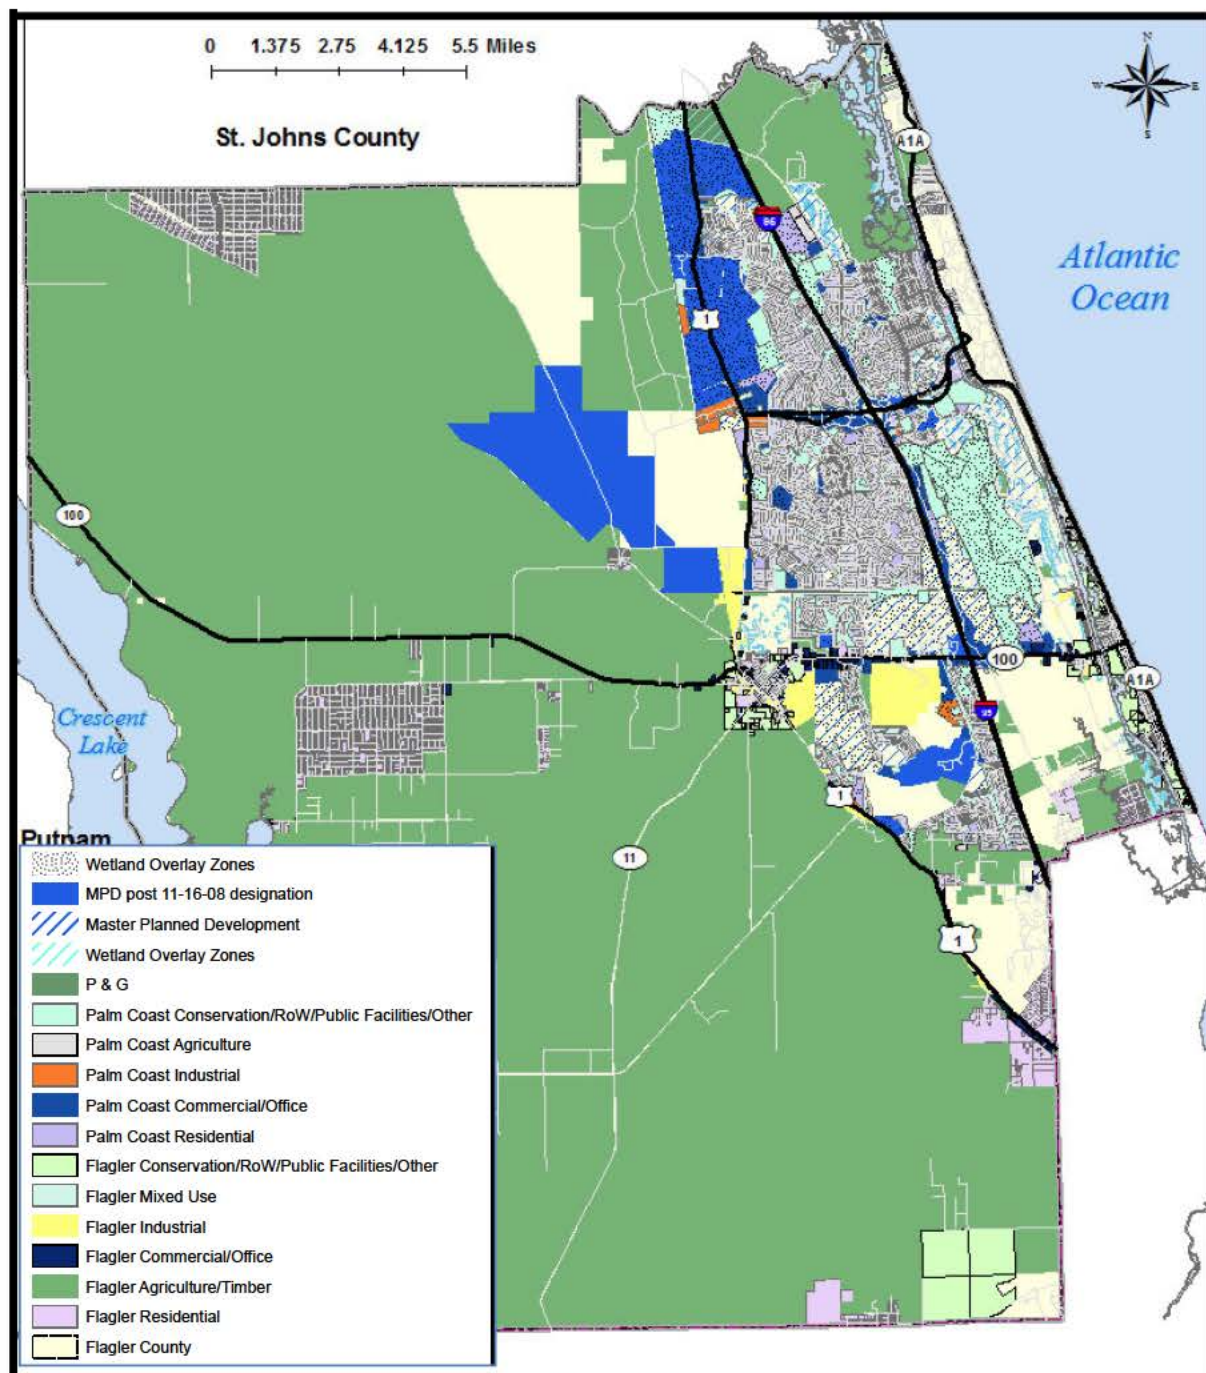 0 1.375 2.75 4.125 5.5 Miles
N
W E
S
St. Johns County
A1A
95
Atlantic
Ocean
1
100
100
A1A
95
Crescent
Lake
1
Putnam
11
1
Wetland Overlay Zones
MPD post 11-16-08 designation
Master Planned Development
Wetland Overlay Zones
P & G
Palm Coast Conservation/RoW/Public Facilities/Other
Palm Coast Agriculture
Palm Coast Industrial
Palm Coast Commercial/Office
Palm Coast Residential
Flagler Conservation/RoW/Public Facilities/Other
Flagler Mixed Use
Flagler Industrial
Flagler Commercial/Office
Flagler Agriculture/Timber
Flagler Residential
Flagler County